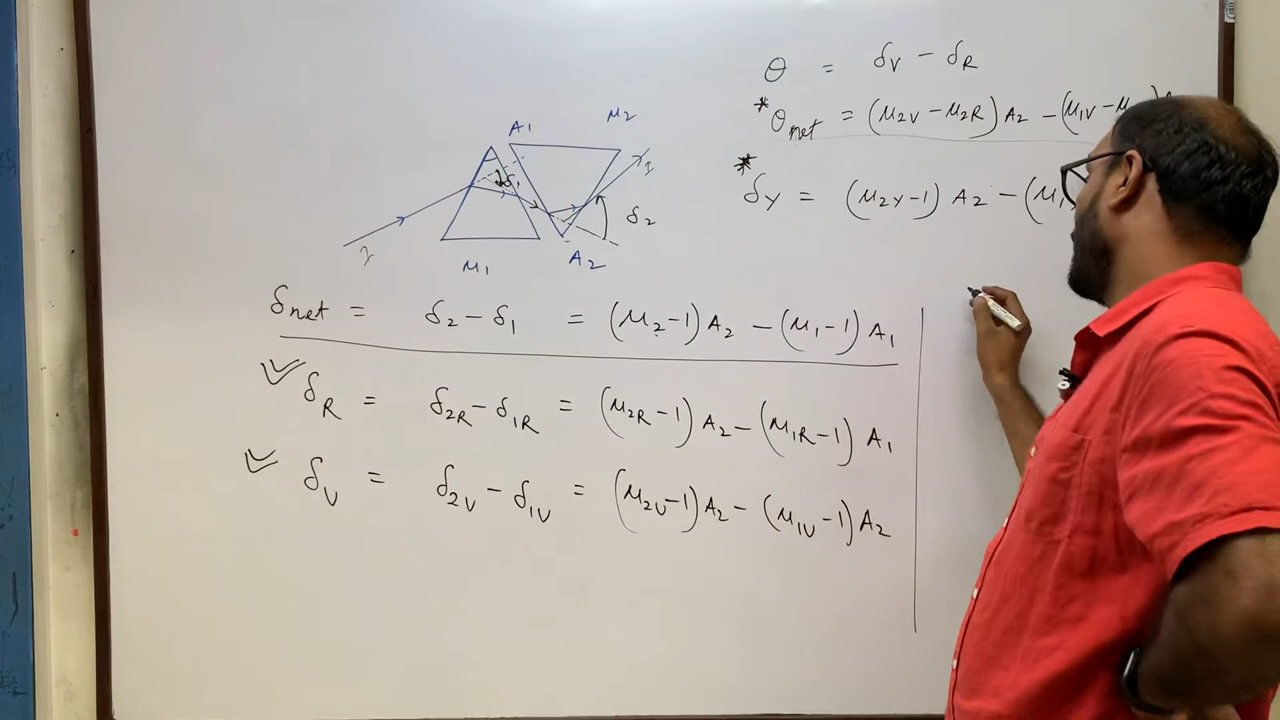 θ = δV − δR
*θnet = (μ2V − μ2R) A2 − (μ1V − μ
*δY = (μ2Y−1) A2 − (μ1
A1
μ2
δ1
δ2
μ1
A2
δnet = δ2 − δ1 = (μ2−1) A2 − (μ1−1) A1
δR = δ2R − δ1R = (μ2R−1) A2 − (μ1R−1) A1
δV = δ2V − δ1V = (μ2V−1) A2 − (μ1V−1) A2